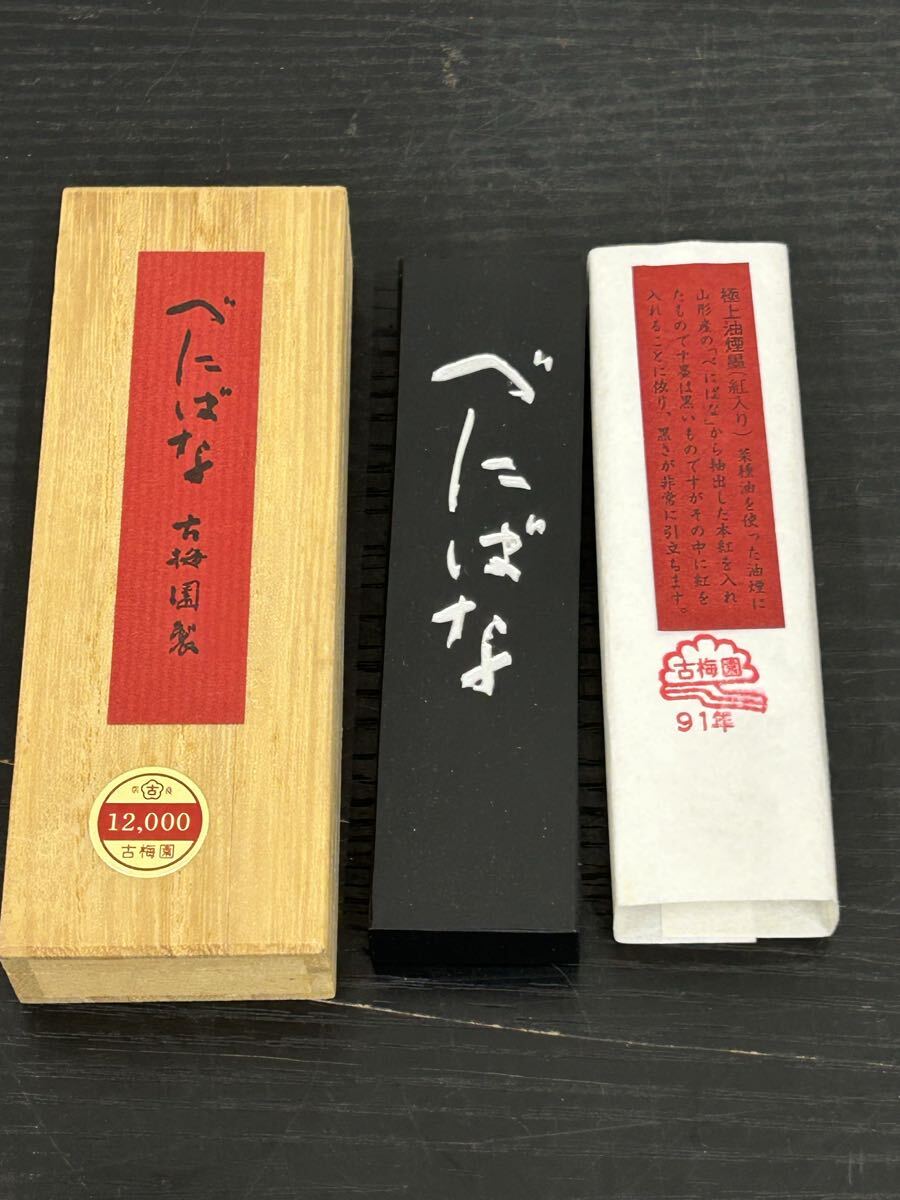 べにばな
古梅園製
古
12,000
古梅園
べにばな
極上油煙墨(紅入り) 菜種油を使った油煙に
山形産の「べにばな」から抽出した本紅を入れ
たものです墨は黒いものですがその中に紅を
入れることに依り、黒さが非常に引立ちます。
古梅園
91年